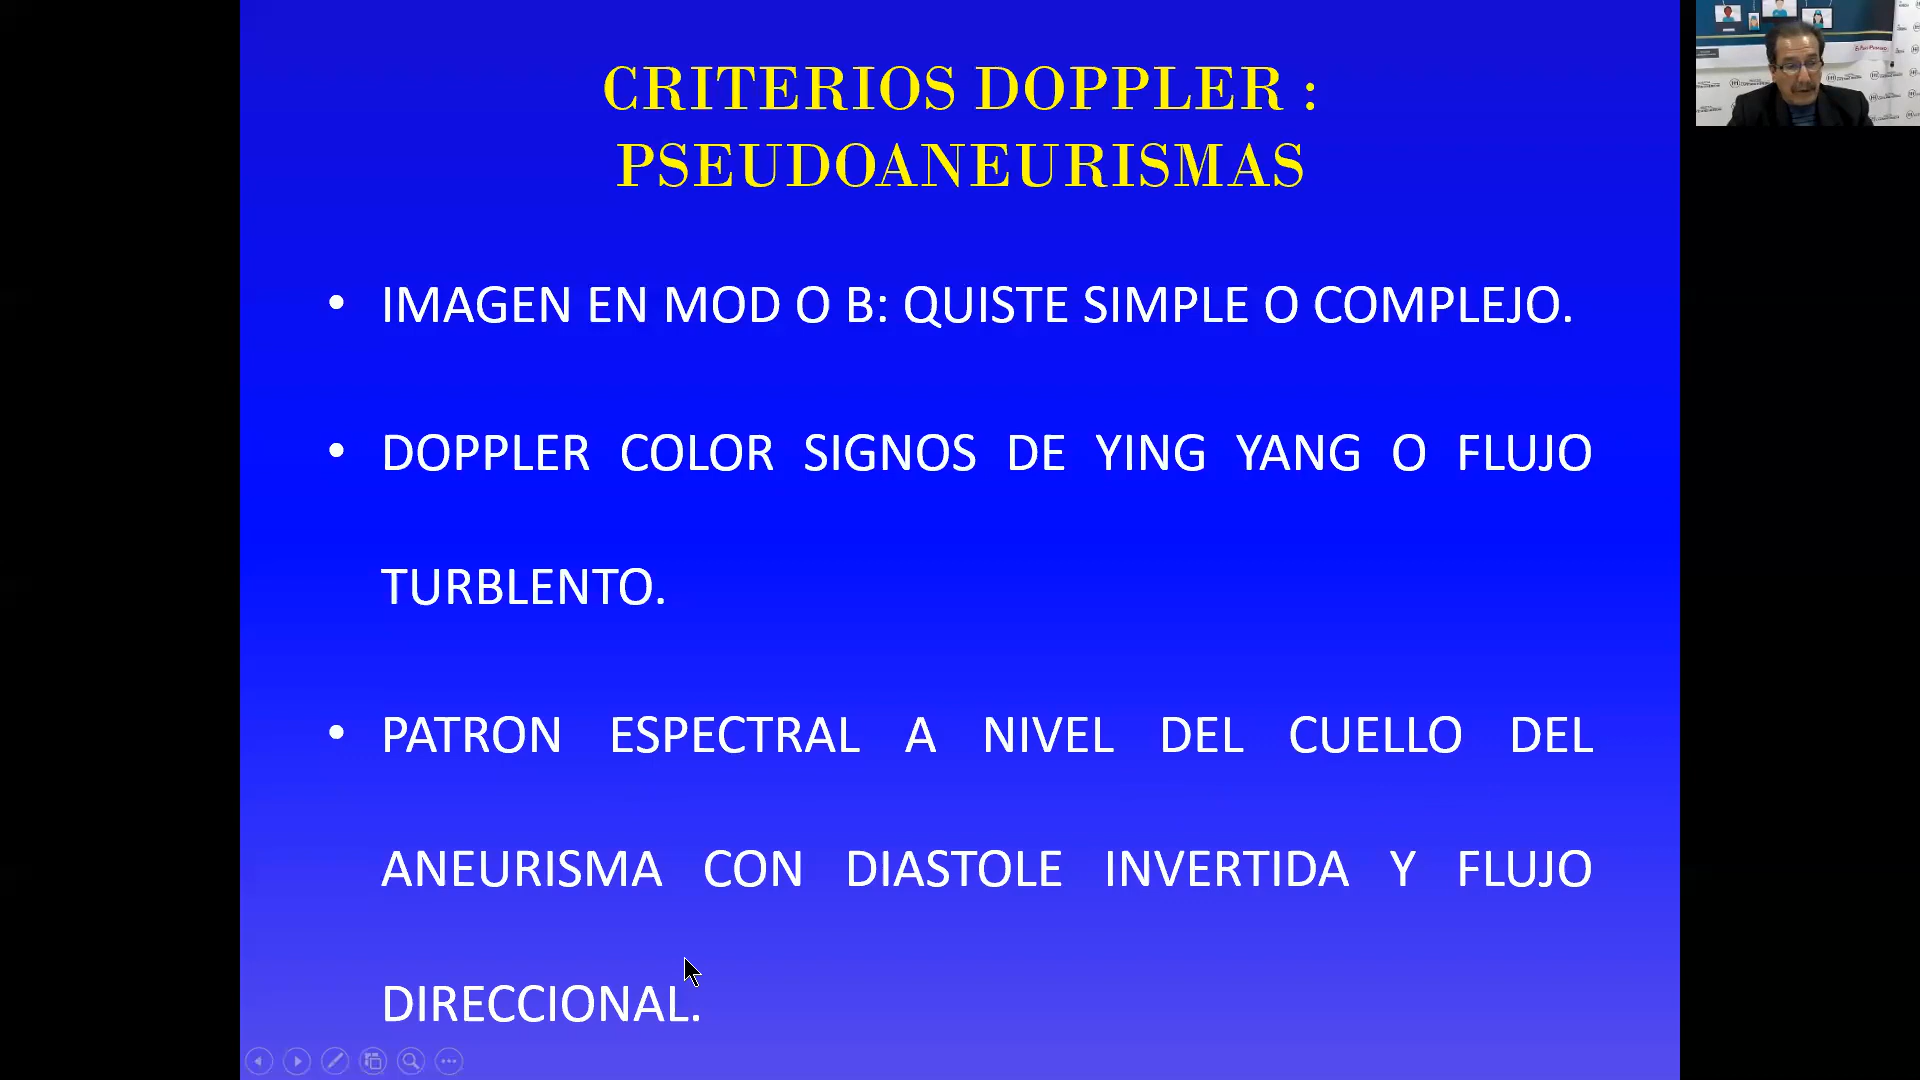 CRITERIOS DOPPLER :
PSEUDOANEURISMAS
• IMAGEN EN MOD O B: QUISTE SIMPLE O COMPLEJO.
• DOPPLER COLOR SIGNOS DE YING YANG O FLUJO
TURBLENTO.
• PATRON ESPECTRAL A NIVEL DEL CUELLO DEL
ANEURISMA CON DIASTOLE INVERTIDA Y FLUJO
DIRECCIONAL.